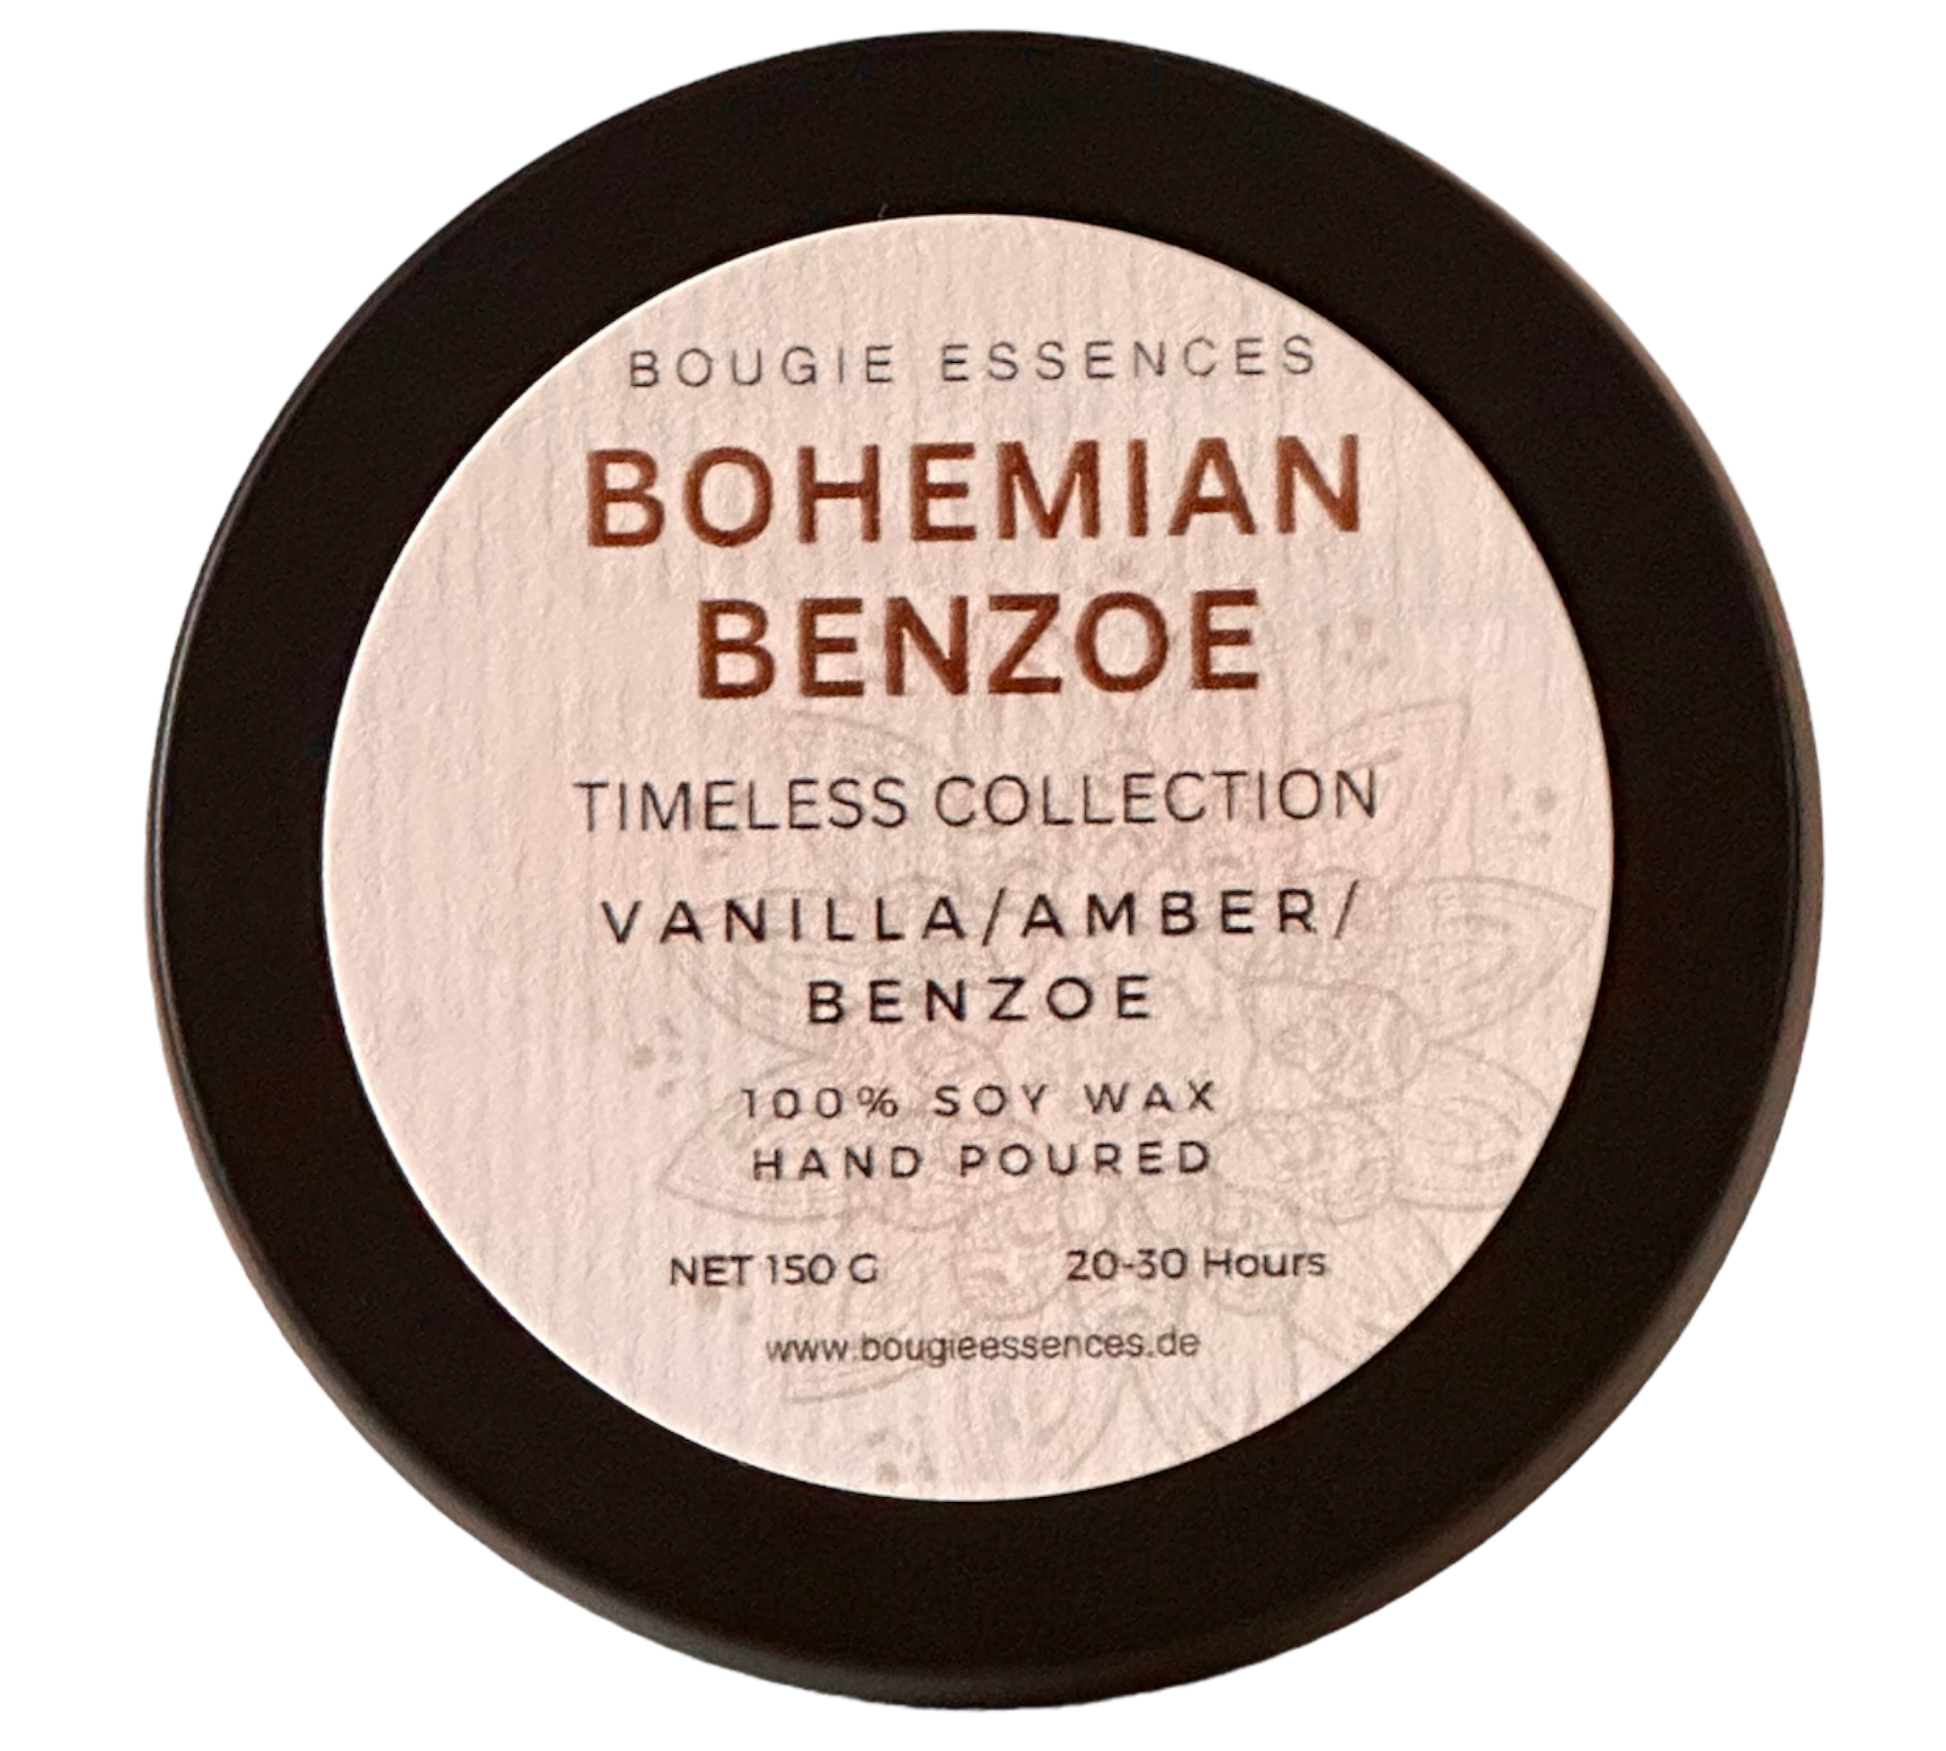 BOUGIE ESSENCES
BOHEMIAN
BENZOE
TIMELESS COLLECTION
VANILLA/AMBER/
BENZOE
100% SOY WAX
HAND POURED
NET 150 G 20-30 Hours
www.bougieessences.de